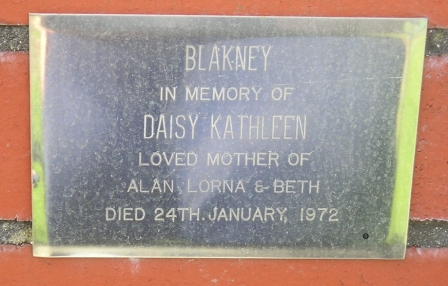 BLAKNEY
IN MEMORY OF
DAISY KATHLEEN
LOVED MOTHER OF
ALAN, LORNA & BETH
DIED 24TH. JANUARY, 1972